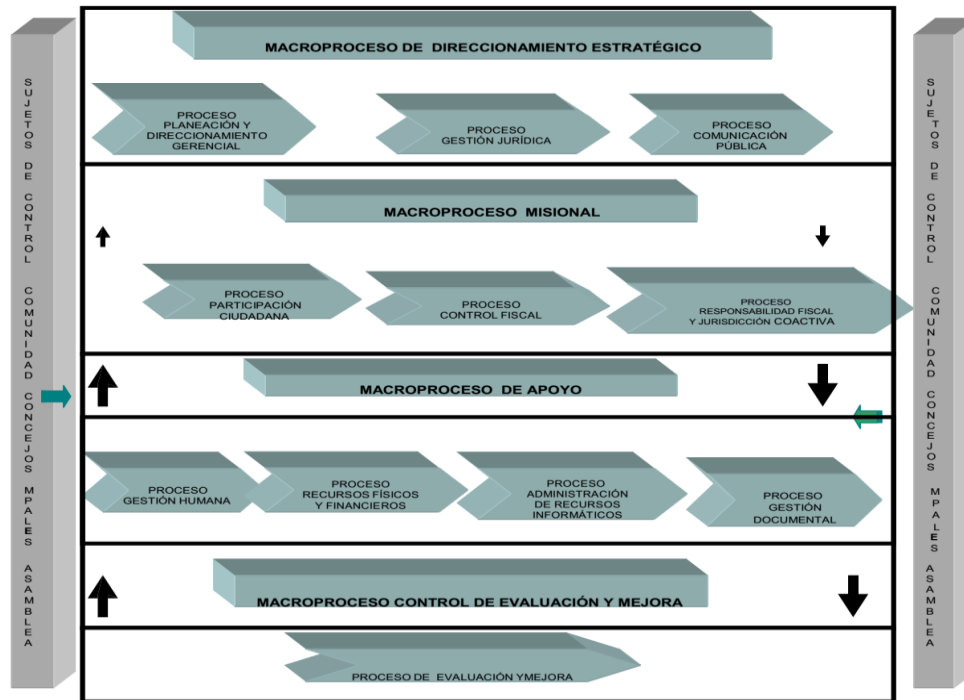 MACROPROCESO DE DIRECCIONAMIENTO ESTRATÉGICO
PROCESO
PLANEACIÓN Y
DIRECCIONAMIENTO
GERENCIAL
PROCESO
GESTIÓN JURÍDICA
PROCESO
COMUNICACIÓN
PÚBLICA
MACROPROCESO MISIONAL
PROCESO
PARTICIPACIÓN
CIUDADANA
PROCESO
CONTROL FISCAL
PROCESO
RESPONSABILIDAD FISCAL
Y JURISDICCIÓN COACTIVA
MACROPROCESO DE APOYO
PROCESO
GESTIÓN HUMANA
PROCESO
RECURSOS FÍSICOS
Y FINANCIEROS
PROCESO
ADMINISTRACIÓN
DE RECURSOS
INFORMÁTICOS
PROCESO
GESTIÓN
DOCUMENTAL
MACROPROCESO CONTROL DE EVALUACIÓN Y MEJORA
PROCESO DE EVALUACIÓN YMEJORA
SUJETOS DE CONTROL COMUNIDAD CONCEJOS MPALES ASAMBLEA
SUJETOS DE CONTROL COMUNIDAD CONCEJOS MPALES ASAMBLEA